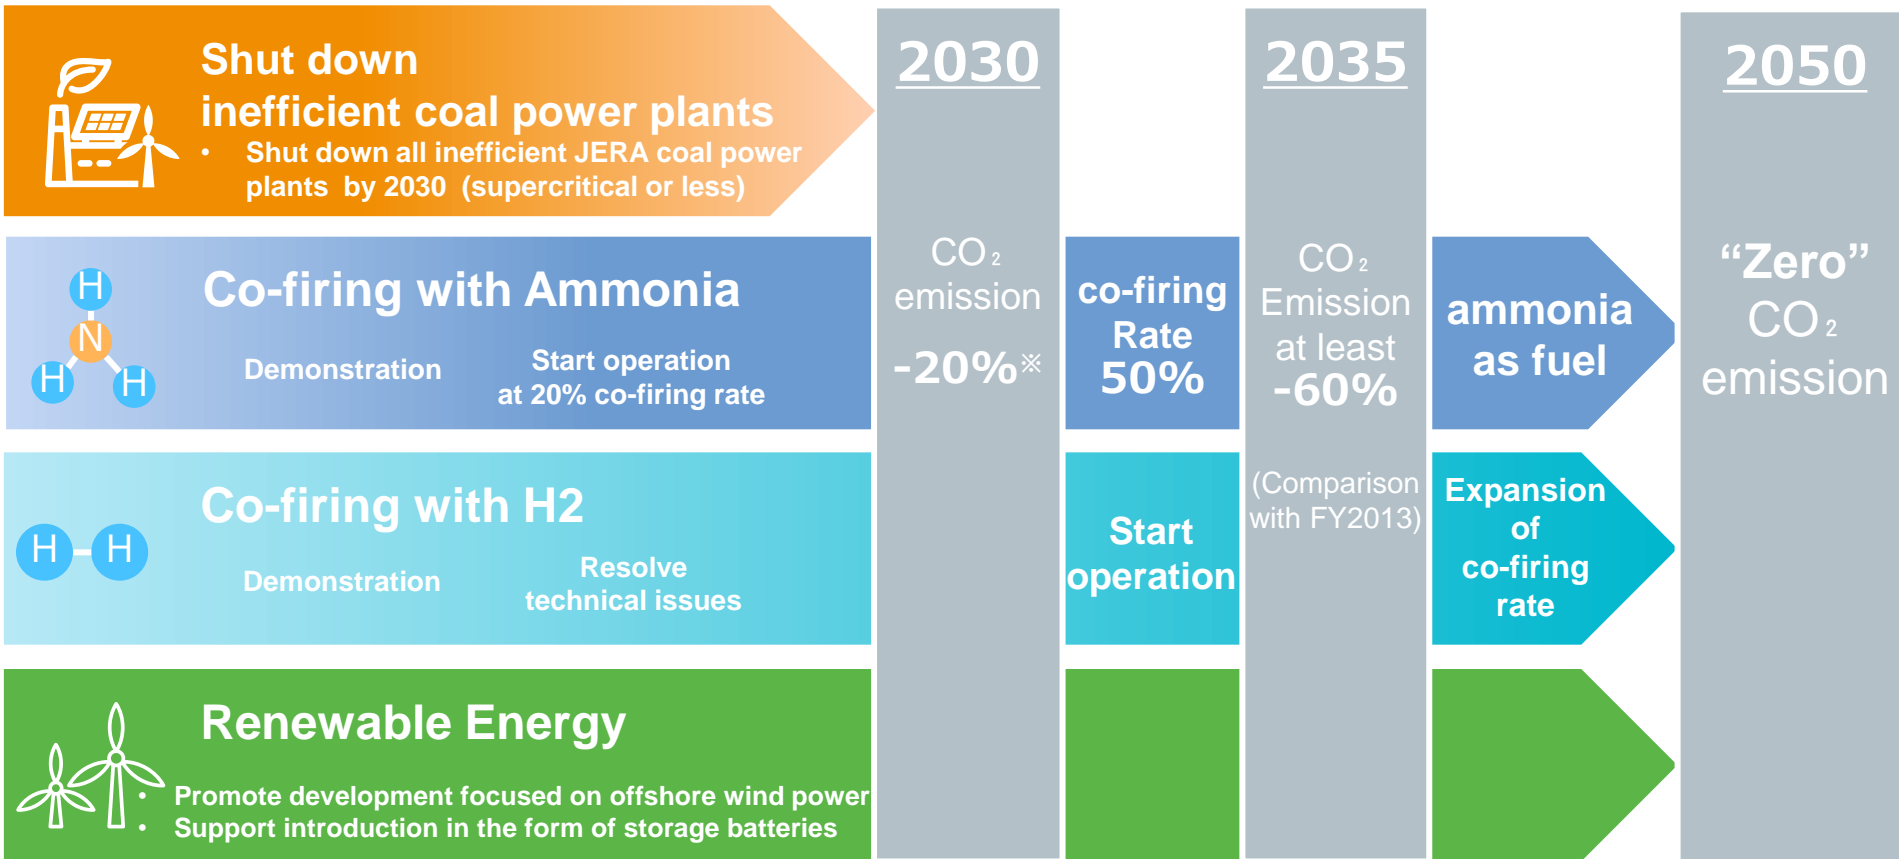 Shut down
inefficient coal power plants
• Shut down all inefficient JERA coal power
plants by 2030 (supercritical or less)
H
N
H
H
Co-firing with Ammonia
Demonstration
Start operation
at 20% co-firing rate
H
H
Co-firing with H2
Demonstration
Resolve
technical issues
Renewable Energy
• Promote development focused on offshore wind power
• Support introduction in the form of storage batteries
2030
CO₂
emission
-20%※
co-firing
Rate
50%
Start
operation
2035
CO₂
Emission
at least
-60%
(Comparison
with FY2013)
ammonia
as fuel
Expansion
of
co-firing
rate
2050
“Zero”
CO₂
emission